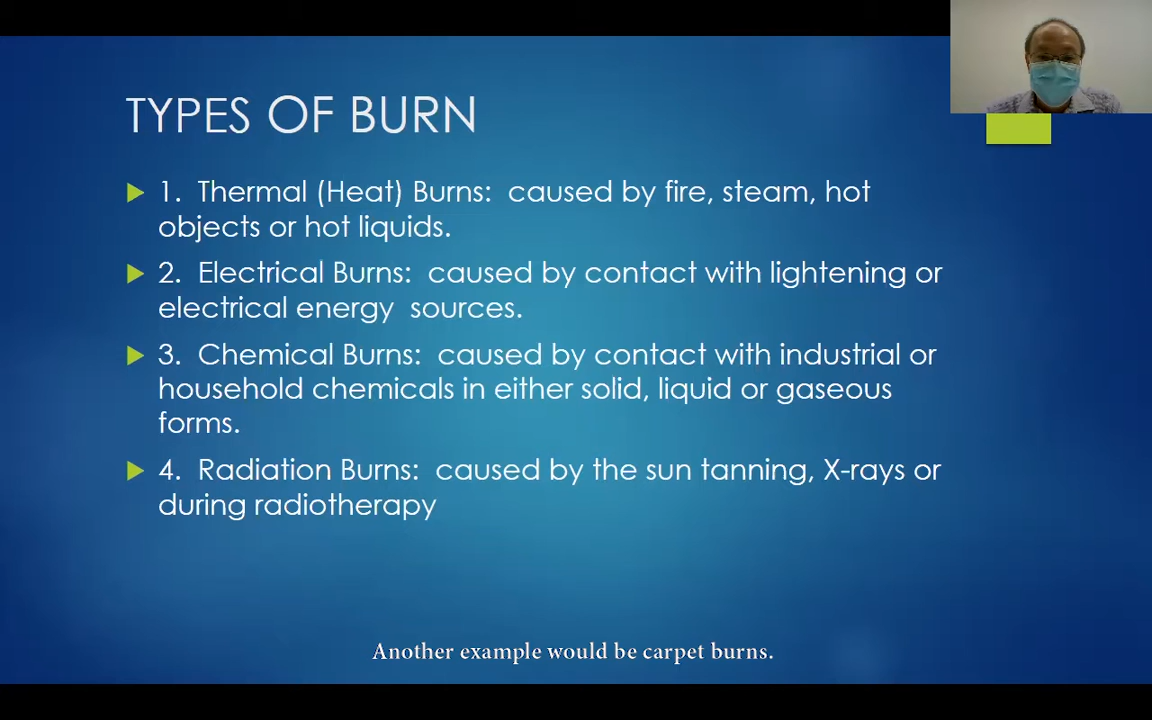 TYPES OF BURN
1. Thermal (Heat) Burns: caused by fire, steam, hot
objects or hot liquids.
2. Electrical Burns: caused by contact with lightening or
electrical energy sources.
3. Chemical Burns: caused by contact with industrial or
household chemicals in either solid, liquid or gaseous
forms.
4. Radiation Burns: caused by the sun tanning, X-rays or
during radiotherapy
Another example would be carpet burns.